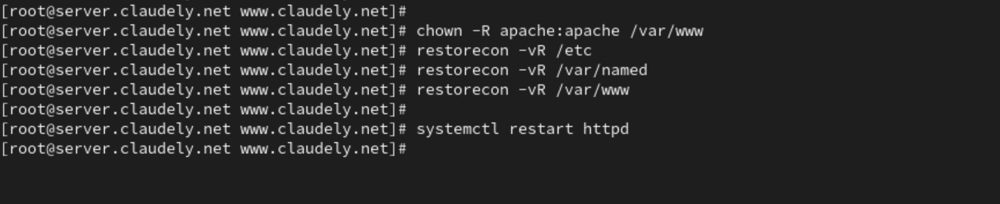 [root@server.claudely.net www.claudely.net]#
[root@server.claudely.net www.claudely.net]# chown -R apache:apache /var/www
[root@server.claudely.net www.claudely.net]# restorecon -vR /etc
[root@server.claudely.net www.claudely.net]# restorecon -vR /var/named
[root@server.claudely.net www.claudely.net]# restorecon -vR /var/www
[root@server.claudely.net www.claudely.net]#
[root@server.claudely.net www.claudely.net]# systemctl restart httpd
[root@server.claudely.net www.claudely.net]#